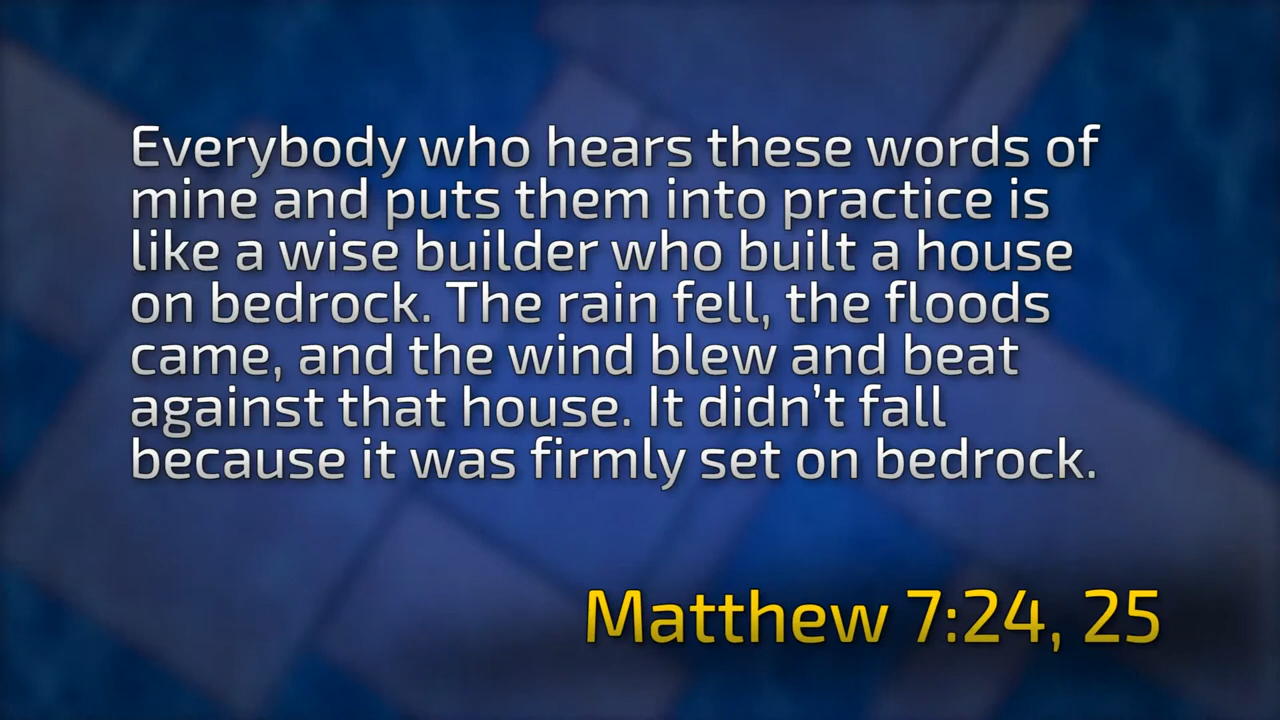 Everybody who hears these words of
mine and puts them into practice is
like a wise builder who built a house
on bedrock. The rain fell, the floods
came, and the wind blew and beat
against that house. It didn’t fall
because it was firmly set on bedrock.
Matthew 7:24, 25